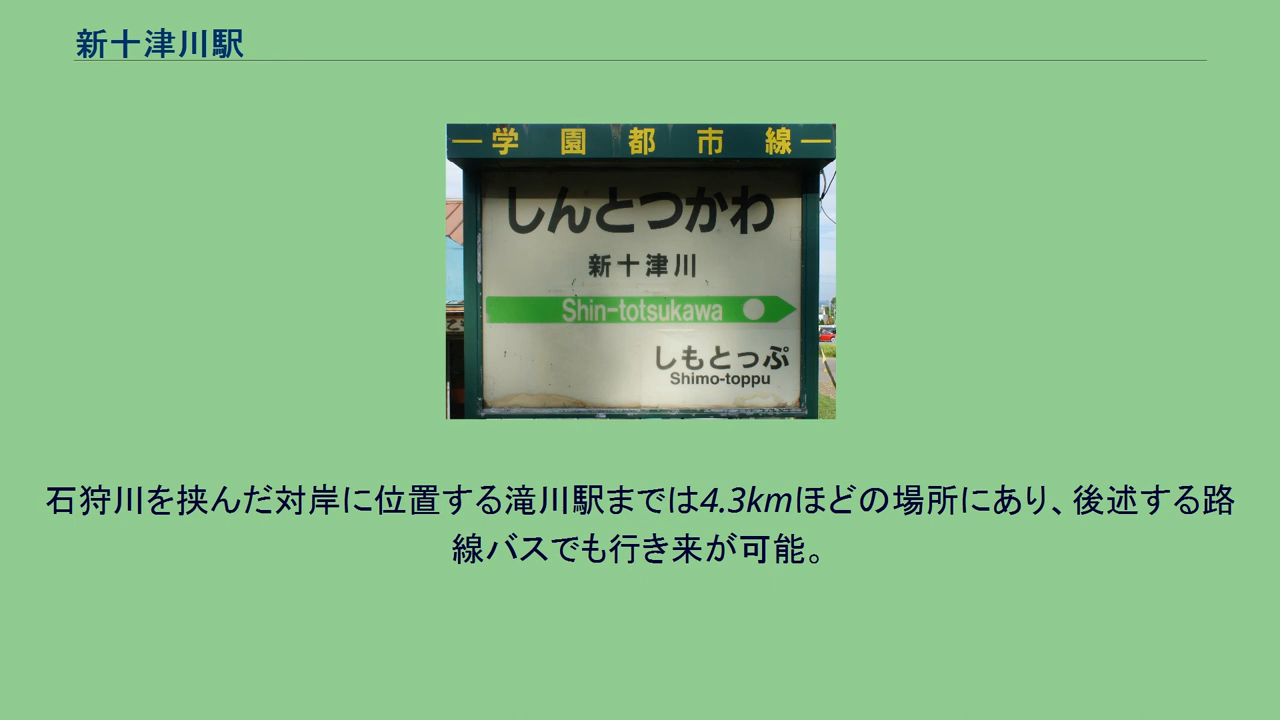 新十津川駅
学園都市線
しんとつかわ
新十津川
Shin-totsukawa
しもとっぷ
Shimo-toppu
石狩川を挟んだ対岸に位置する滝川駅までは4.3kmほどの場所にあり、後述する路
線バスでも行き来が可能。